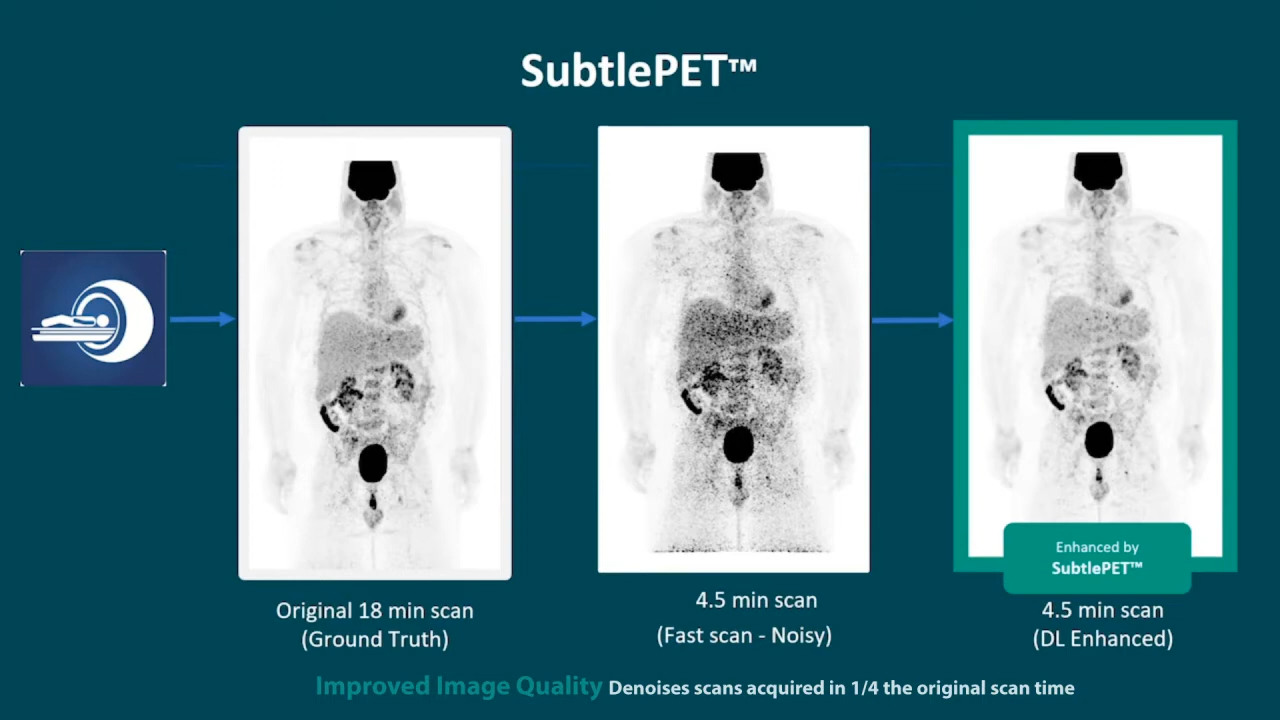 SubtlePET™
Enhanced by
SubtlePET™
Original 18 min scan
(Ground Truth)
4.5 min scan
(Fast scan - Noisy)
4.5 min scan
(DL Enhanced)
Improved Image Quality Denoises scans acquired in 1/4 the original scan time